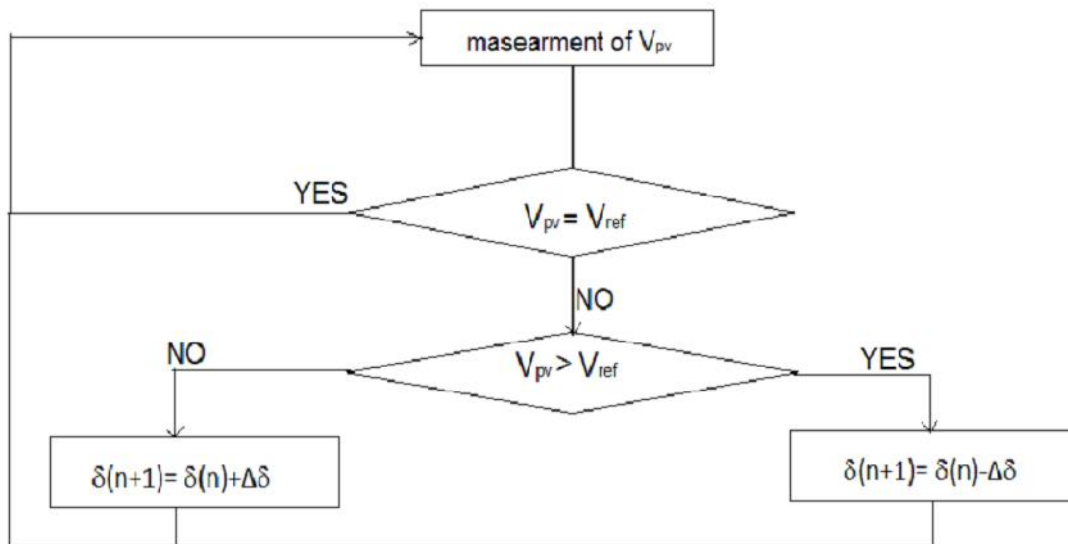 masearment of Vpv
YES
Vpv = Vref
NO
Vpv > Vref
NO
YES
δ(n+1)= δ(n)+Δδ
δ(n+1)= δ(n)-Δδ